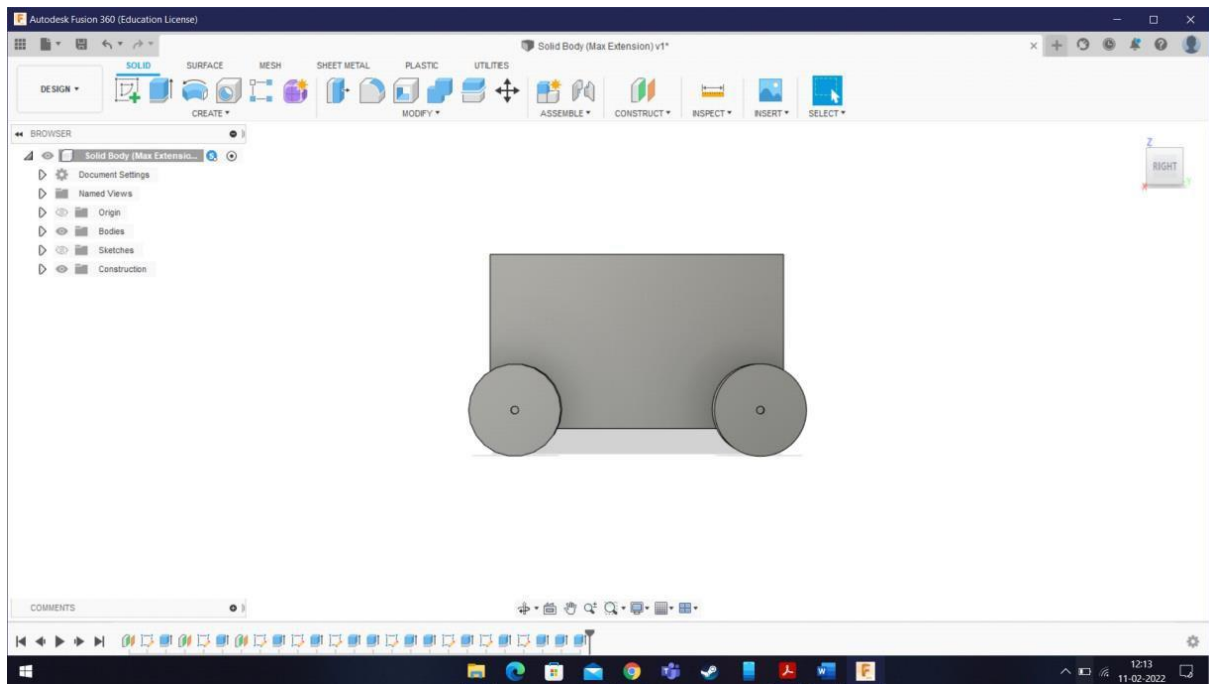 Autodesk Fusion 360 (Education License)
Solid Body (Max Extension) v1*
SOLID SURFACE MESH SHEET METAL PLASTIC UTILITIES
DESIGN
CREATE MODIFY ASSEMBLE CONSTRUCT INSPECT INSERT SELECT
BROWSER
Solid Body (Max Extensio...
Document Settings
Named Views
Origin
Bodies
Sketches
Construction
Z
RIGHT
X
Y
COMMENTS
12:13
11-02-2022